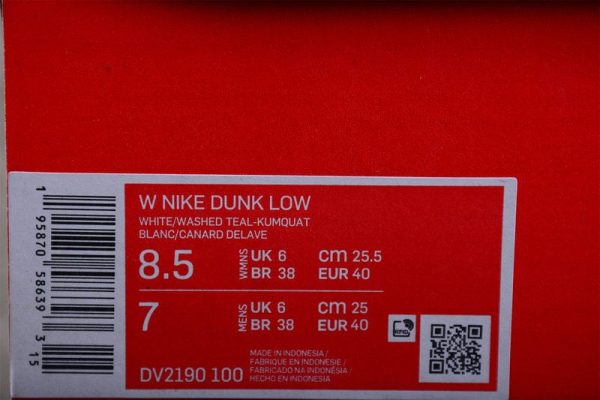 W NIKE DUNK LOW
WHITE/WASHED TEAL-KUMQUAT
BLANC/CANARD DELAVE
8.5 WMNS UK 6 cm 25.5
BR 38 EUR 40
7 MENS UK 6 cm 25
BR 38 EUR 40
RFID
MADE IN INDONESIA/
FABRIQUE EN INDONESIE/
FABRICADO NA INDONÉSIA/
HECHO EN INDONESIA
DV2190 100
1 95870 58639 3 15